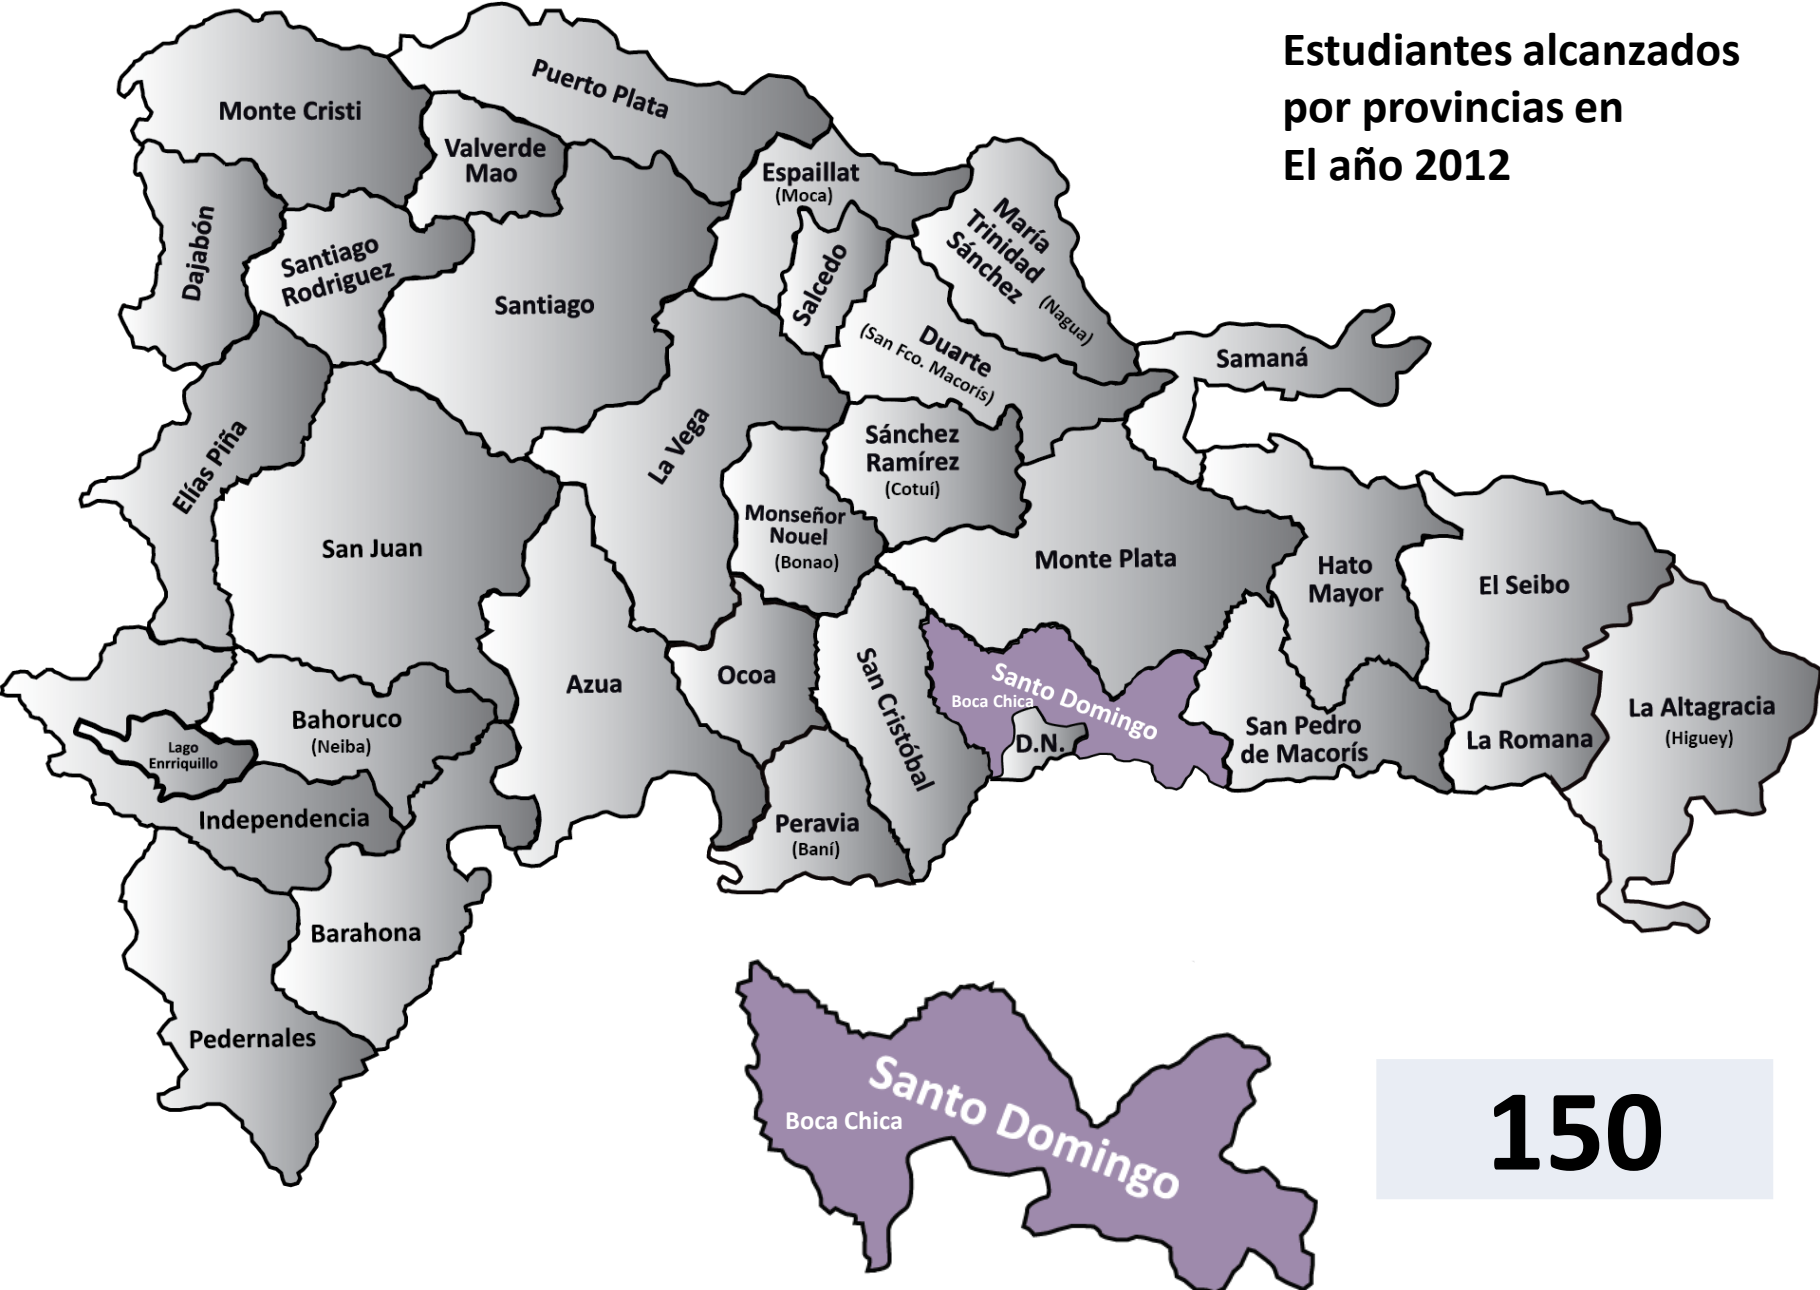 Estudiantes alcanzados
por provincias en
El año 2012
Monte Cristi
Puerto Plata
Valverde
Mao
Espaillat
(Moca)
María
Trinidad
Sánchez
(Nagua)
Dajabón
Santiago
Rodriguez
Santiago
Salcedo
Duarte
(San Fco. Macorís)
Samaná
Elías Piña
La Vega
Sánchez
Ramírez
(Cotuí)
San Juan
Monseñor
Nouel
(Bonao)
Monte Plata
Hato
Mayor
El Seibo
Azua
Ocoa
San Cristóbal
Santo Domingo
Boca Chica
D.N.
San Pedro
de Macorís
La Romana
La Altagracia
(Higuey)
Bahoruco
(Neiba)
Lago
Enrriquillo
Independencia
Peravia
(Baní)
Barahona
Pedernales
Santo Domingo
Boca Chica
150